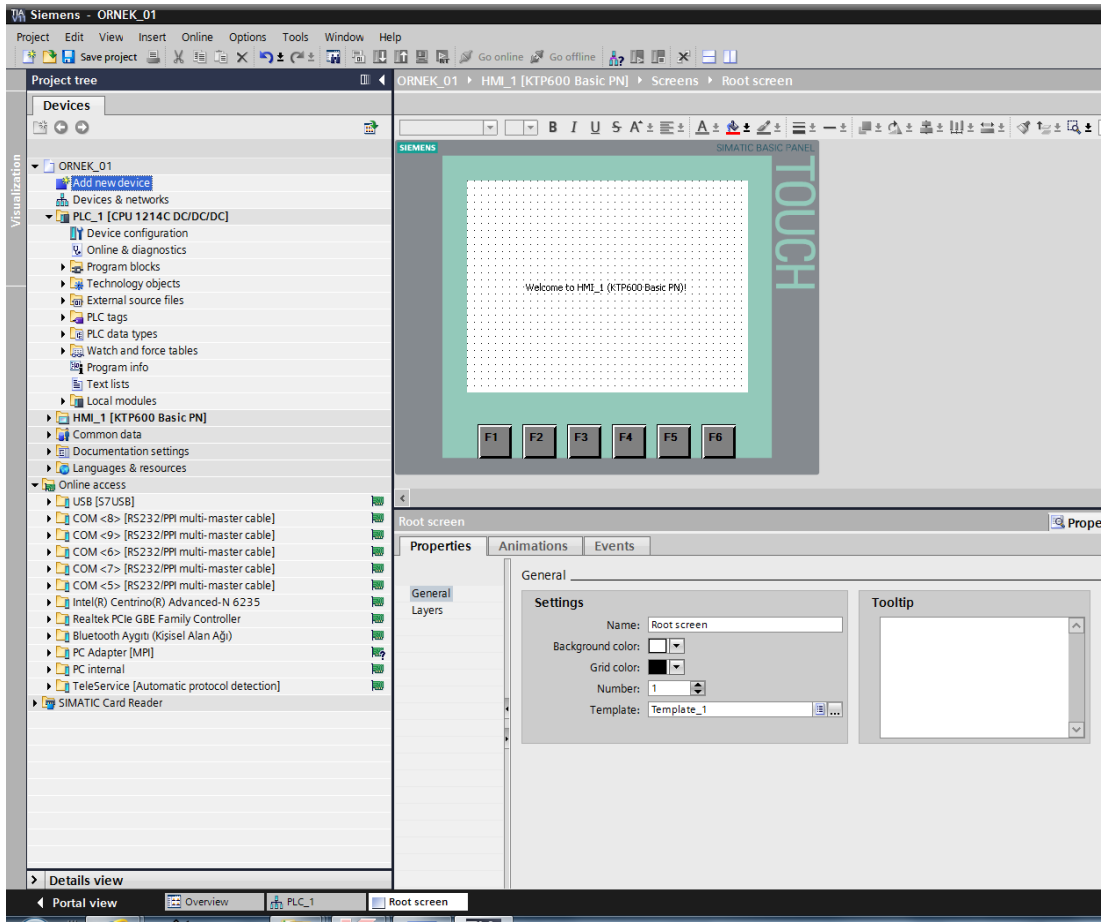 Siemens - ORNEK_01
Project Edit View Insert Online Options Tools Window Help
Save project Go online Go offline
Project tree
ORNEK_01 HMI_1 [KTP600 Basic PN] Screens Root screen
Devices
B I U S A
SIEMENS
SIMATIC BASIC PANEL
TOUCH
Visualization
ORNEK_01
Add new device
Devices & networks
PLC_1 [CPU 1214C DC/DC/DC]
Device configuration
Online & diagnostics
Program blocks
Technology objects
External source files
PLC tags
PLC data types
Watch and force tables
Program info
Text lists
Local modules
HMI_1 [KTP600 Basic PN]
Common data
Documentation settings
Languages & resources
Online access
USB [S7USB]
COM <8> [RS232/PPI multi-master cable]
COM <9> [RS232/PPI multi-master cable]
COM <6> [RS232/PPI multi-master cable]
COM <7> [RS232/PPI multi-master cable]
COM <5> [RS232/PPI multi-master cable]
Intel(R) Centrino(R) Advanced-N 6235
Realtek PCIe GBE Family Controller
Bluetooth Aygıtı (Kişisel Alan Ağı)
PC Adapter [MPI]
PC internal
TeleService [Automatic protocol detection]
SIMATIC Card Reader
Details view
Welcome to HMI_1 (KTP600 Basic PN)!
F1 F2 F3 F4 F5 F6
Root screen
Prope
Properties Animations Events
General
Layers
General
Settings
Name: Root screen
Background color:
Grid color:
Number: 1
Template: Template_1
Tooltip
Portal view Overview PLC_1 Root screen